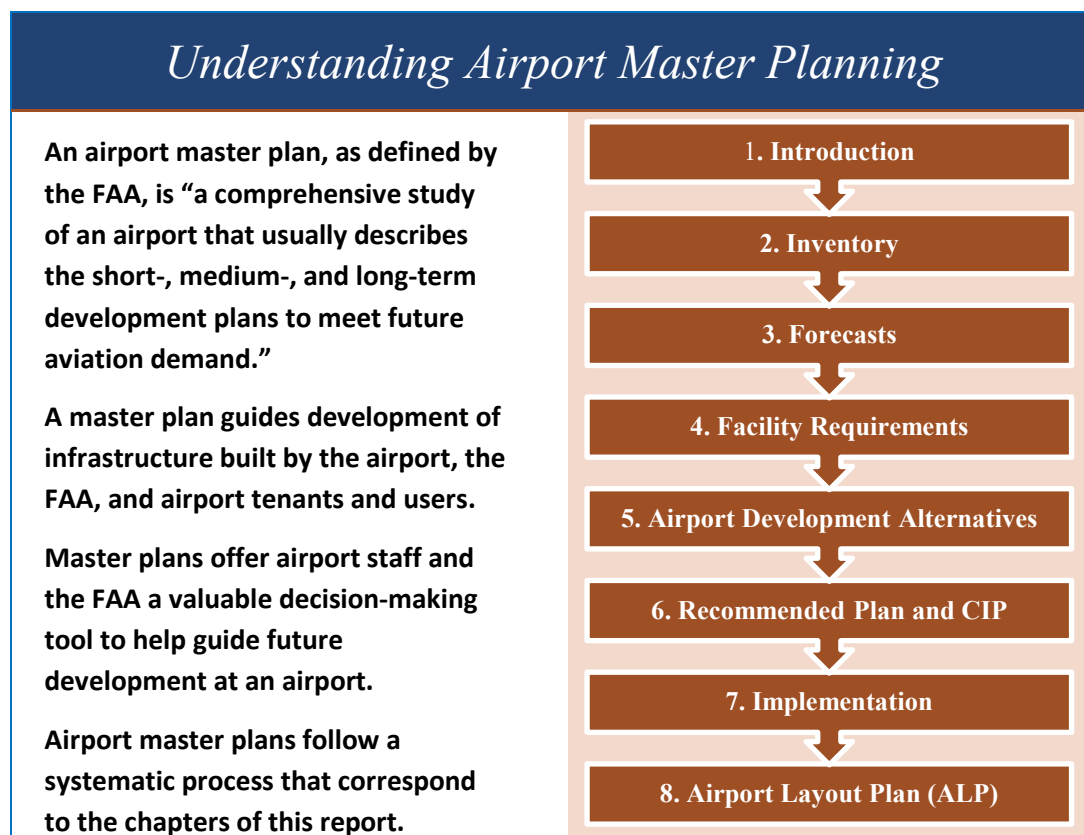 Understanding Airport Master Planning
An airport master plan, as defined by
the FAA, is “a comprehensive study
of an airport that usually describes
the short-, medium-, and long-term
development plans to meet future
aviation demand.”
A master plan guides development of
infrastructure built by the airport, the
FAA, and airport tenants and users.
Master plans offer airport staff and
the FAA a valuable decision-making
tool to help guide future
development at an airport.
Airport master plans follow a
systematic process that correspond
to the chapters of this report.
1. Introduction
2. Inventory
3. Forecasts
4. Facility Requirements
5. Airport Development Alternatives
6. Recommended Plan and CIP
7. Implementation
8. Airport Layout Plan (ALP)